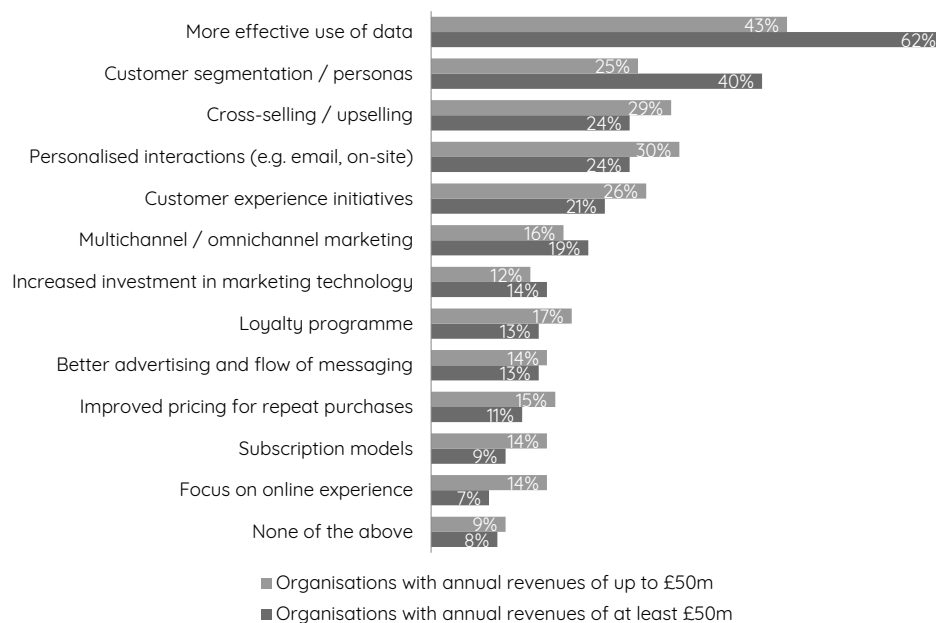 More effective use of data
43%
62%
Customer segmentation / personas
25%
40%
Cross-selling / upselling
29%
24%
Personalised interactions (e.g. email, on-site)
30%
24%
Customer experience initiatives
26%
21%
Multichannel / omnichannel marketing
16%
19%
Increased investment in marketing technology
12%
14%
Loyalty programme
17%
13%
Better advertising and flow of messaging
14%
13%
Improved pricing for repeat purchases
15%
11%
Subscription models
14%
9%
Focus on online experience
14%
7%
None of the above
9%
8%
Organisations with annual revenues of up to £50m
Organisations with annual revenues of at least £50m